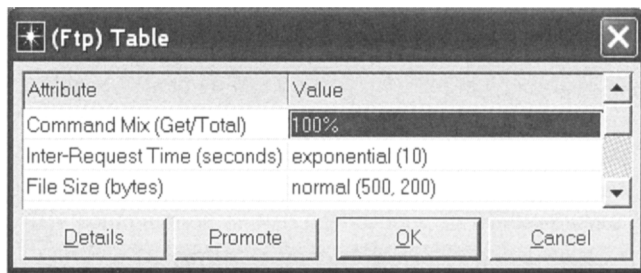 (Ftp) Table
Attribute Value
Command Mix (Get/Total) 100%
Inter-Request Time (seconds) exponential (10)
File Size (bytes) normal (500, 200)
Details Promote OK Cancel